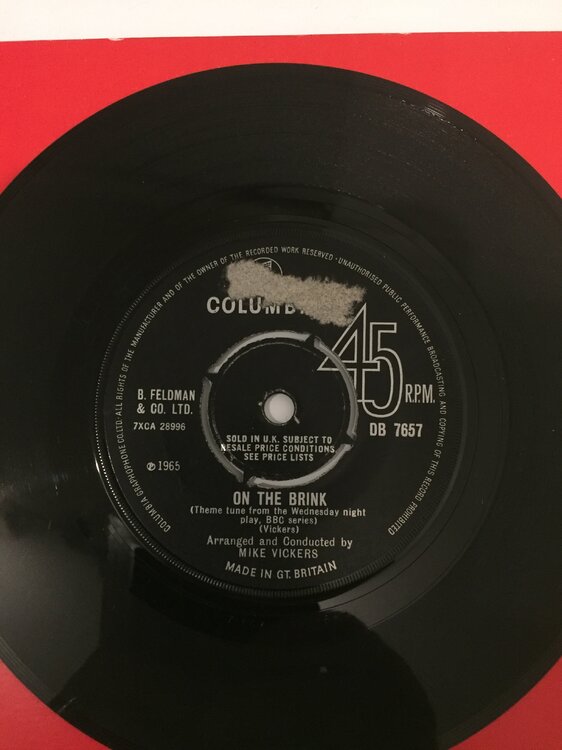 COLUMBIA GRAPHOPHONE CO. LTD. ALL RIGHTS OF THE MANUFACTURER AND OF THE OWNER OF THE RECORDED WORK RESERVED · UNAUTHORISED PUBLIC PERFORMANCE BROADCASTING AND COPYING OF THIS RECORD PROHIBITED
45
R.P.M.
B. FELDMAN
& CO. LTD.
7XCA 28996
DB 7657
SOLD IN U.K. SUBJECT TO
RESALE PRICE CONDITIONS
SEE PRICE LISTS
℗ 1965
ON THE BRINK
(Theme tune from the Wednesday night
play, BBC series)
(Vickers)
Arranged and Conducted by
MIKE VICKERS
MADE IN GT. BRITAIN